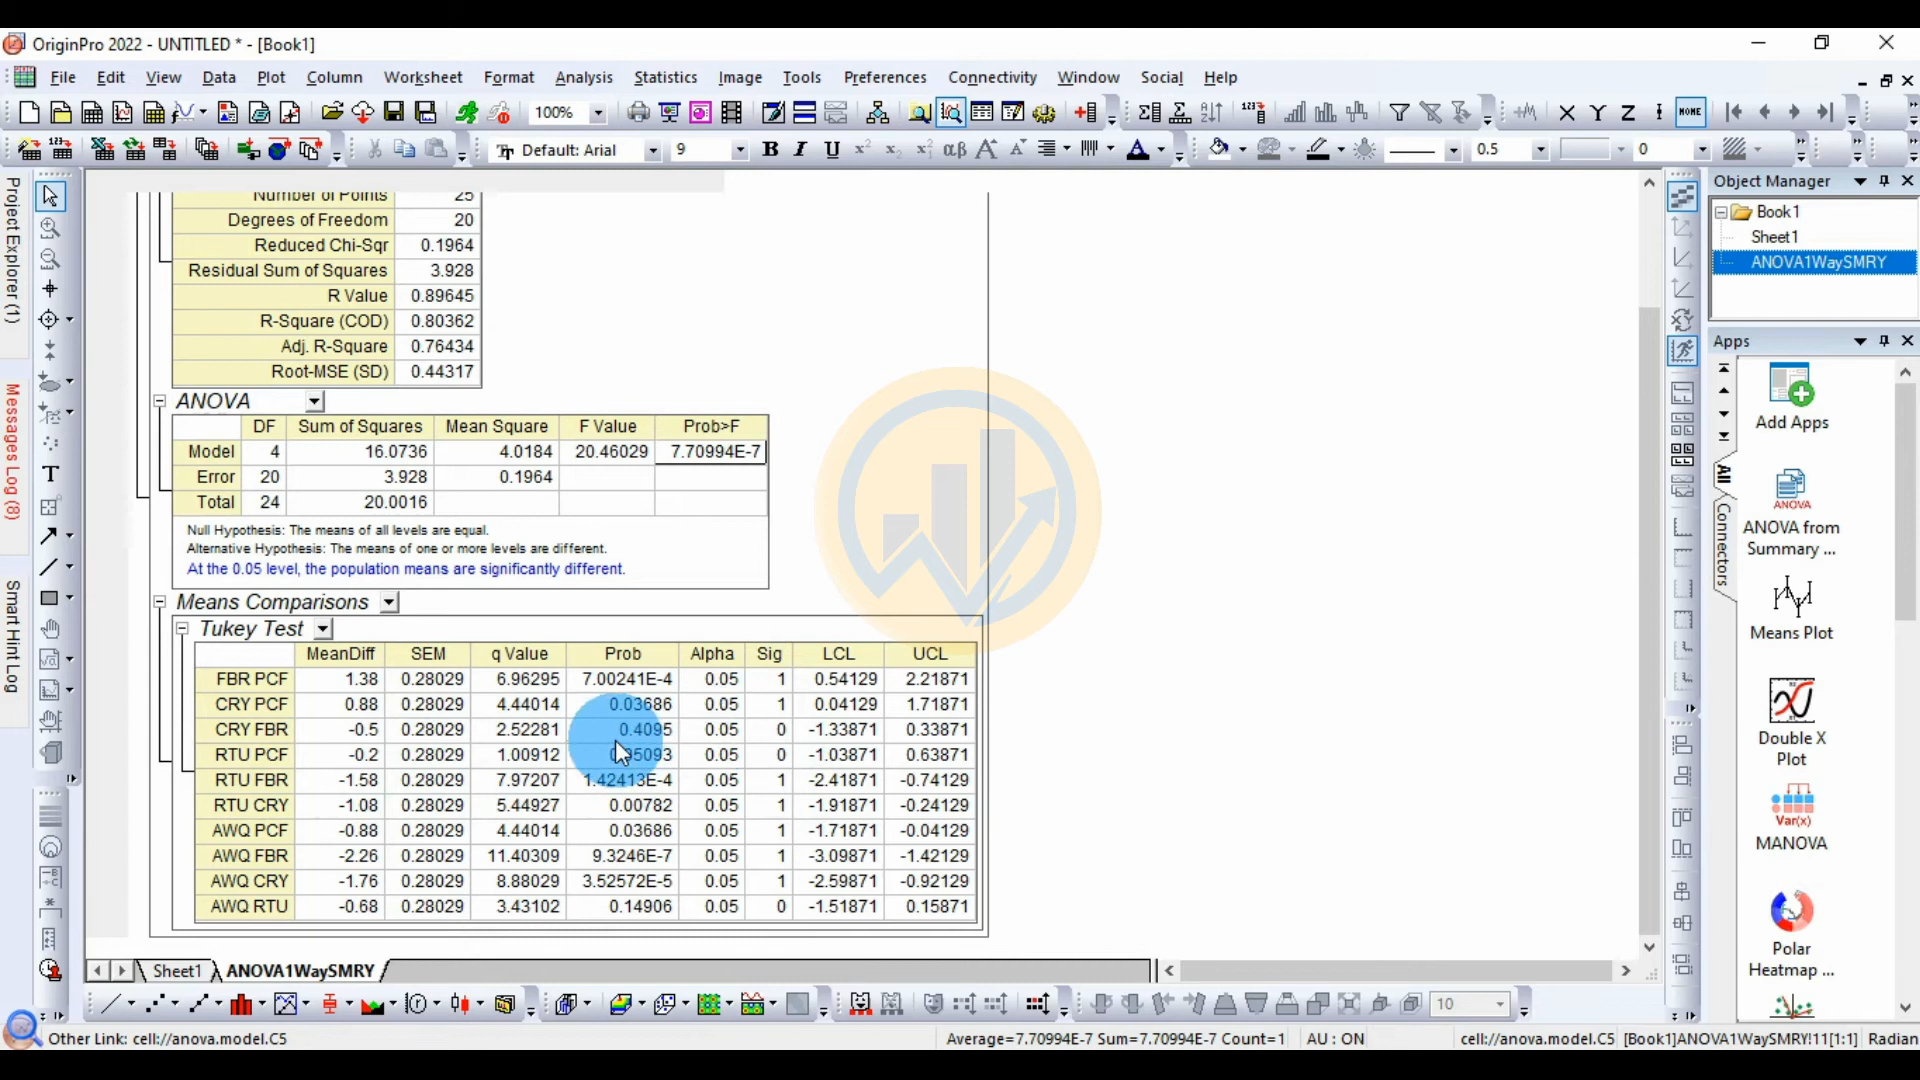 OriginPro 2022 - UNTITLED * - [Book1]
File Edit View Data Plot Column Worksheet Format Analysis Statistics Image Tools Preferences Connectivity Window Social Help
100%
Default: Arial 9 B I U 0.5 0
Project Explorer (1)
Messages Log (8)
Smart Hint Log
Number of Points 25
Degrees of Freedom 20
Reduced Chi-Sqr 0.1964
Residual Sum of Squares 3.928
R Value 0.89645
R-Square (COD) 0.80362
Adj. R-Square 0.76434
Root-MSE (SD) 0.44317
ANOVA
DF Sum of Squares Mean Square F Value Prob>F
Model 4 16.0736 4.0184 20.46029 7.70994E-7
Error 20 3.928 0.1964
Total 24 20.0016
Null Hypothesis: The means of all levels are equal.
Alternative Hypothesis: The means of one or more levels are different.
At the 0.05 level, the population means are significantly different.
Means Comparisons
Tukey Test
MeanDiff SEM q Value Prob Alpha Sig LCL UCL
FBR PCF 1.38 0.28029 6.96295 7.00241E-4 0.05 1 0.54129 2.21871
CRY PCF 0.88 0.28029 4.44014 0.03686 0.05 1 0.04129 1.71871
CRY FBR -0.5 0.28029 2.52281 0.4095 0.05 0 -1.33871 0.33871
RTU PCF -0.2 0.28029 1.00912 0.95093 0.05 0 -1.03871 0.63871
RTU FBR -1.58 0.28029 7.97207 1.42413E-4 0.05 1 -2.41871 -0.74129
RTU CRY -1.08 0.28029 5.44927 0.00782 0.05 1 -1.91871 -0.24129
AWQ PCF -0.88 0.28029 4.44014 0.03686 0.05 1 -1.71871 -0.04129
AWQ FBR -2.26 0.28029 11.40309 9.3246E-7 0.05 1 -3.09871 -1.42129
AWQ CRY -1.76 0.28029 8.88029 3.52572E-5 0.05 1 -2.59871 -0.92129
AWQ RTU -0.68 0.28029 3.43102 0.14906 0.05 0 -1.51871 0.15871
Sheet1 ANOVA1WaySMRY
Object Manager
Book1
Sheet1
ANOVA1WaySMRY
Apps
All
Connectors
Add Apps
ANOVA
ANOVA from
Summary ...
Means Plot
Double X
Plot
Var(x)
MANOVA
Polar
Heatmap ...
10
Other Link: cell://anova.model.C5 Average=7.70994E-7 Sum=7.70994E-7 Count=1 AU : ON cell://anova.model.C5 [Book1]ANOVA1WaySMRY!11[1:1] Radian